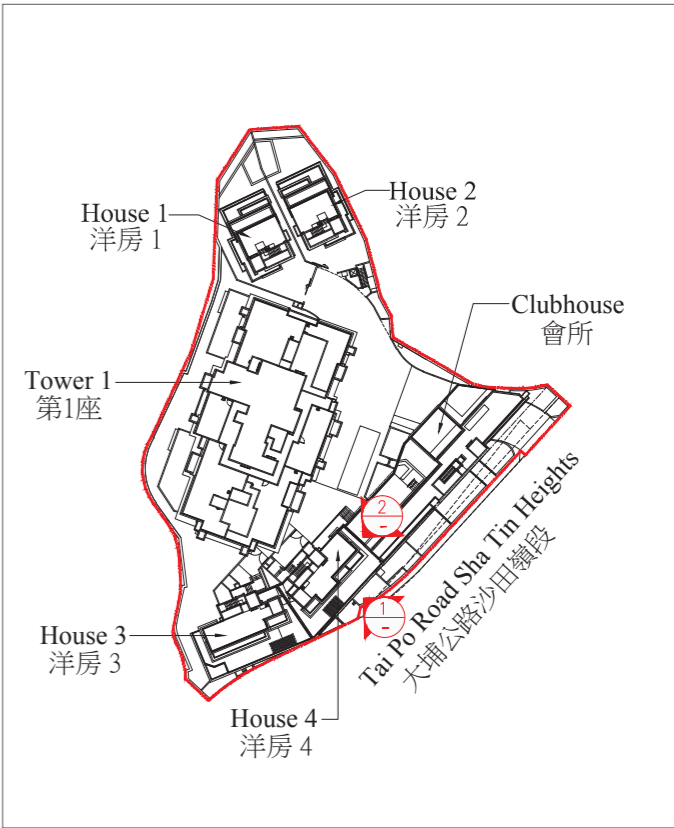 House 1
洋房 1
House 2
洋房 2
Clubhouse
會所
Tower 1
第1座
2
-
Tai Po Road Sha Tin Heights
大埔公路沙田嶺段
1
-
House 3
洋房 3
House 4
洋房 4